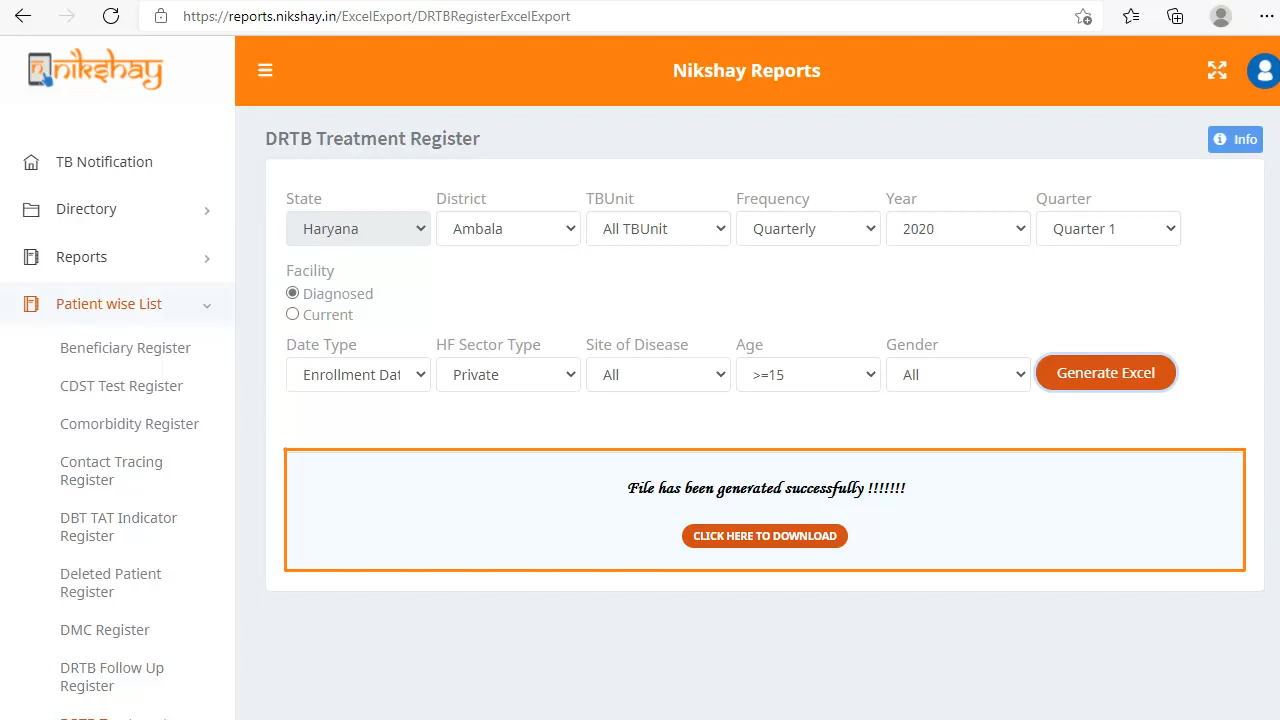 https://reports.nikshay.in/ExcelExport/DRTBRegisterExcelExport
nikshay
Nikshay Reports
TB Notification
Directory
Reports
Patient wise List
Beneficiary Register
CDST Test Register
Comorbidity Register
Contact Tracing
Register
DBT TAT Indicator
Register
Deleted Patient
Register
DMC Register
DRTB Follow Up
Register
DRTB Treatment Register
Info
State District TBUnit Frequency Year Quarter
Haryana Ambala All TBUnit Quarterly 2020 Quarter 1
Facility
Diagnosed
Current
Date Type HF Sector Type Site of Disease Age Gender
Enrollment Dat Private All >=15 All Generate Excel
File has been generated successfully !!!!!!!
CLICK HERE TO DOWNLOAD